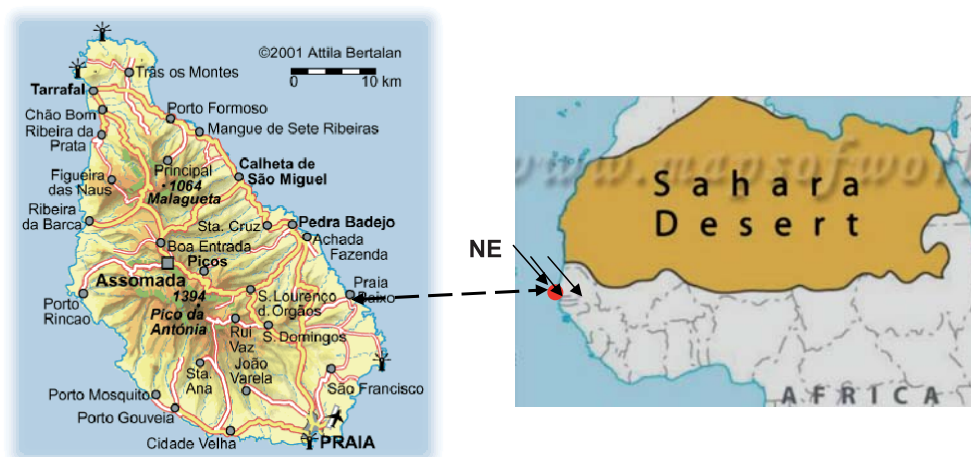 ©2001 Attila Bertalan
0 10 km
Trás os Montes
Tarrafal
Chão Bom
Porto Formoso
Ribeira da
Prata
Mangue de Sete Ribeiras
Principal
Calheta de
São Miguel
Figueira
das Naus
1064
Malagueta
Ribeira
da Barca
Sta. Cruz
Pedra Badejo
Achada
Fazenda
Boa Entrada
Picos
Assomada
Porto
Rincao
1394
Pico da
Antónia
S. Lourenço
d. Orgãos
Praia
Baixo
Rui
Vaz
S. Domingos
João
Varela
Sta.
Ana
São Francisco
Porto Mosquito
Porto Gouveia
Cidade Velha
PRAIA
www.mapsofworl
Sahara
Desert
NE
AFRICA